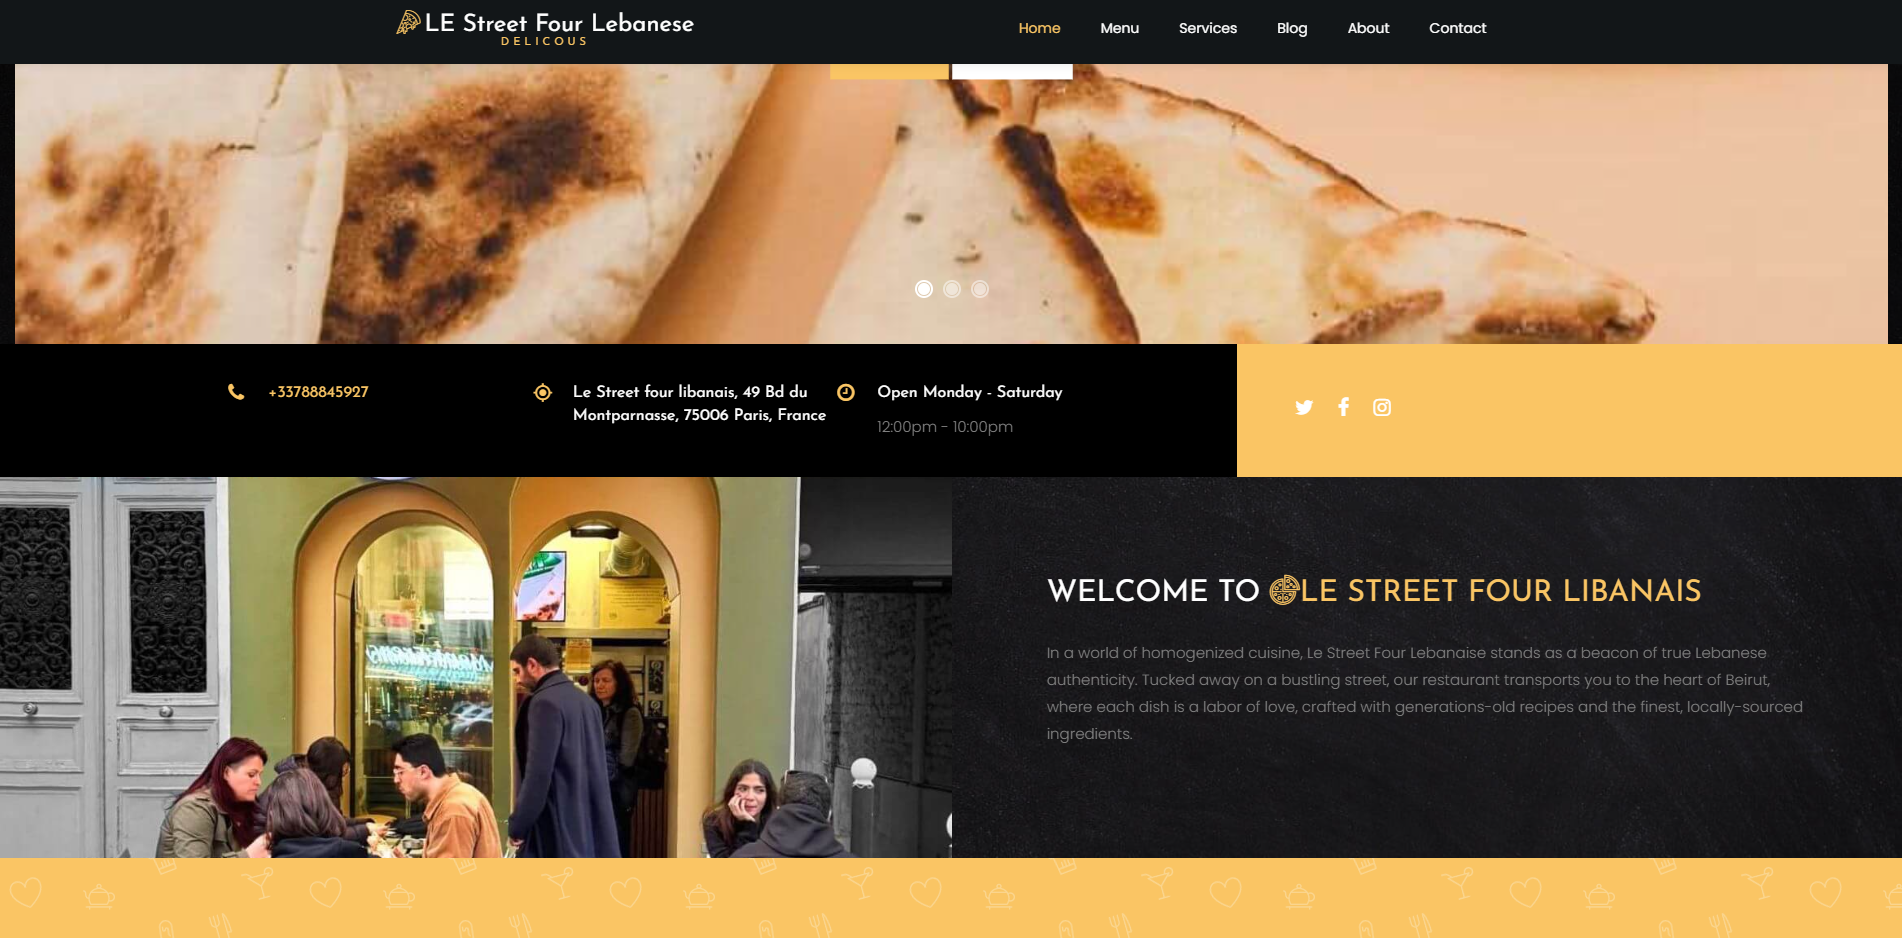 LE Street Four Lebanese
DELICOUS
Home Menu Services Blog About Contact
+33788845927
Le Street four libanais, 49 Bd du
Montparnasse, 75006 Paris, France
Open Monday - Saturday
12:00pm - 10:00pm
WELCOME TO LE STREET FOUR LIBANAIS
In a world of homogenized cuisine, Le Street Four Lebanaise stands as a beacon of true Lebanese
authenticity. Tucked away on a bustling street, our restaurant transports you to the heart of Beirut,
where each dish is a labor of love, crafted with generations-old recipes and the finest, locally-sourced
ingredients.